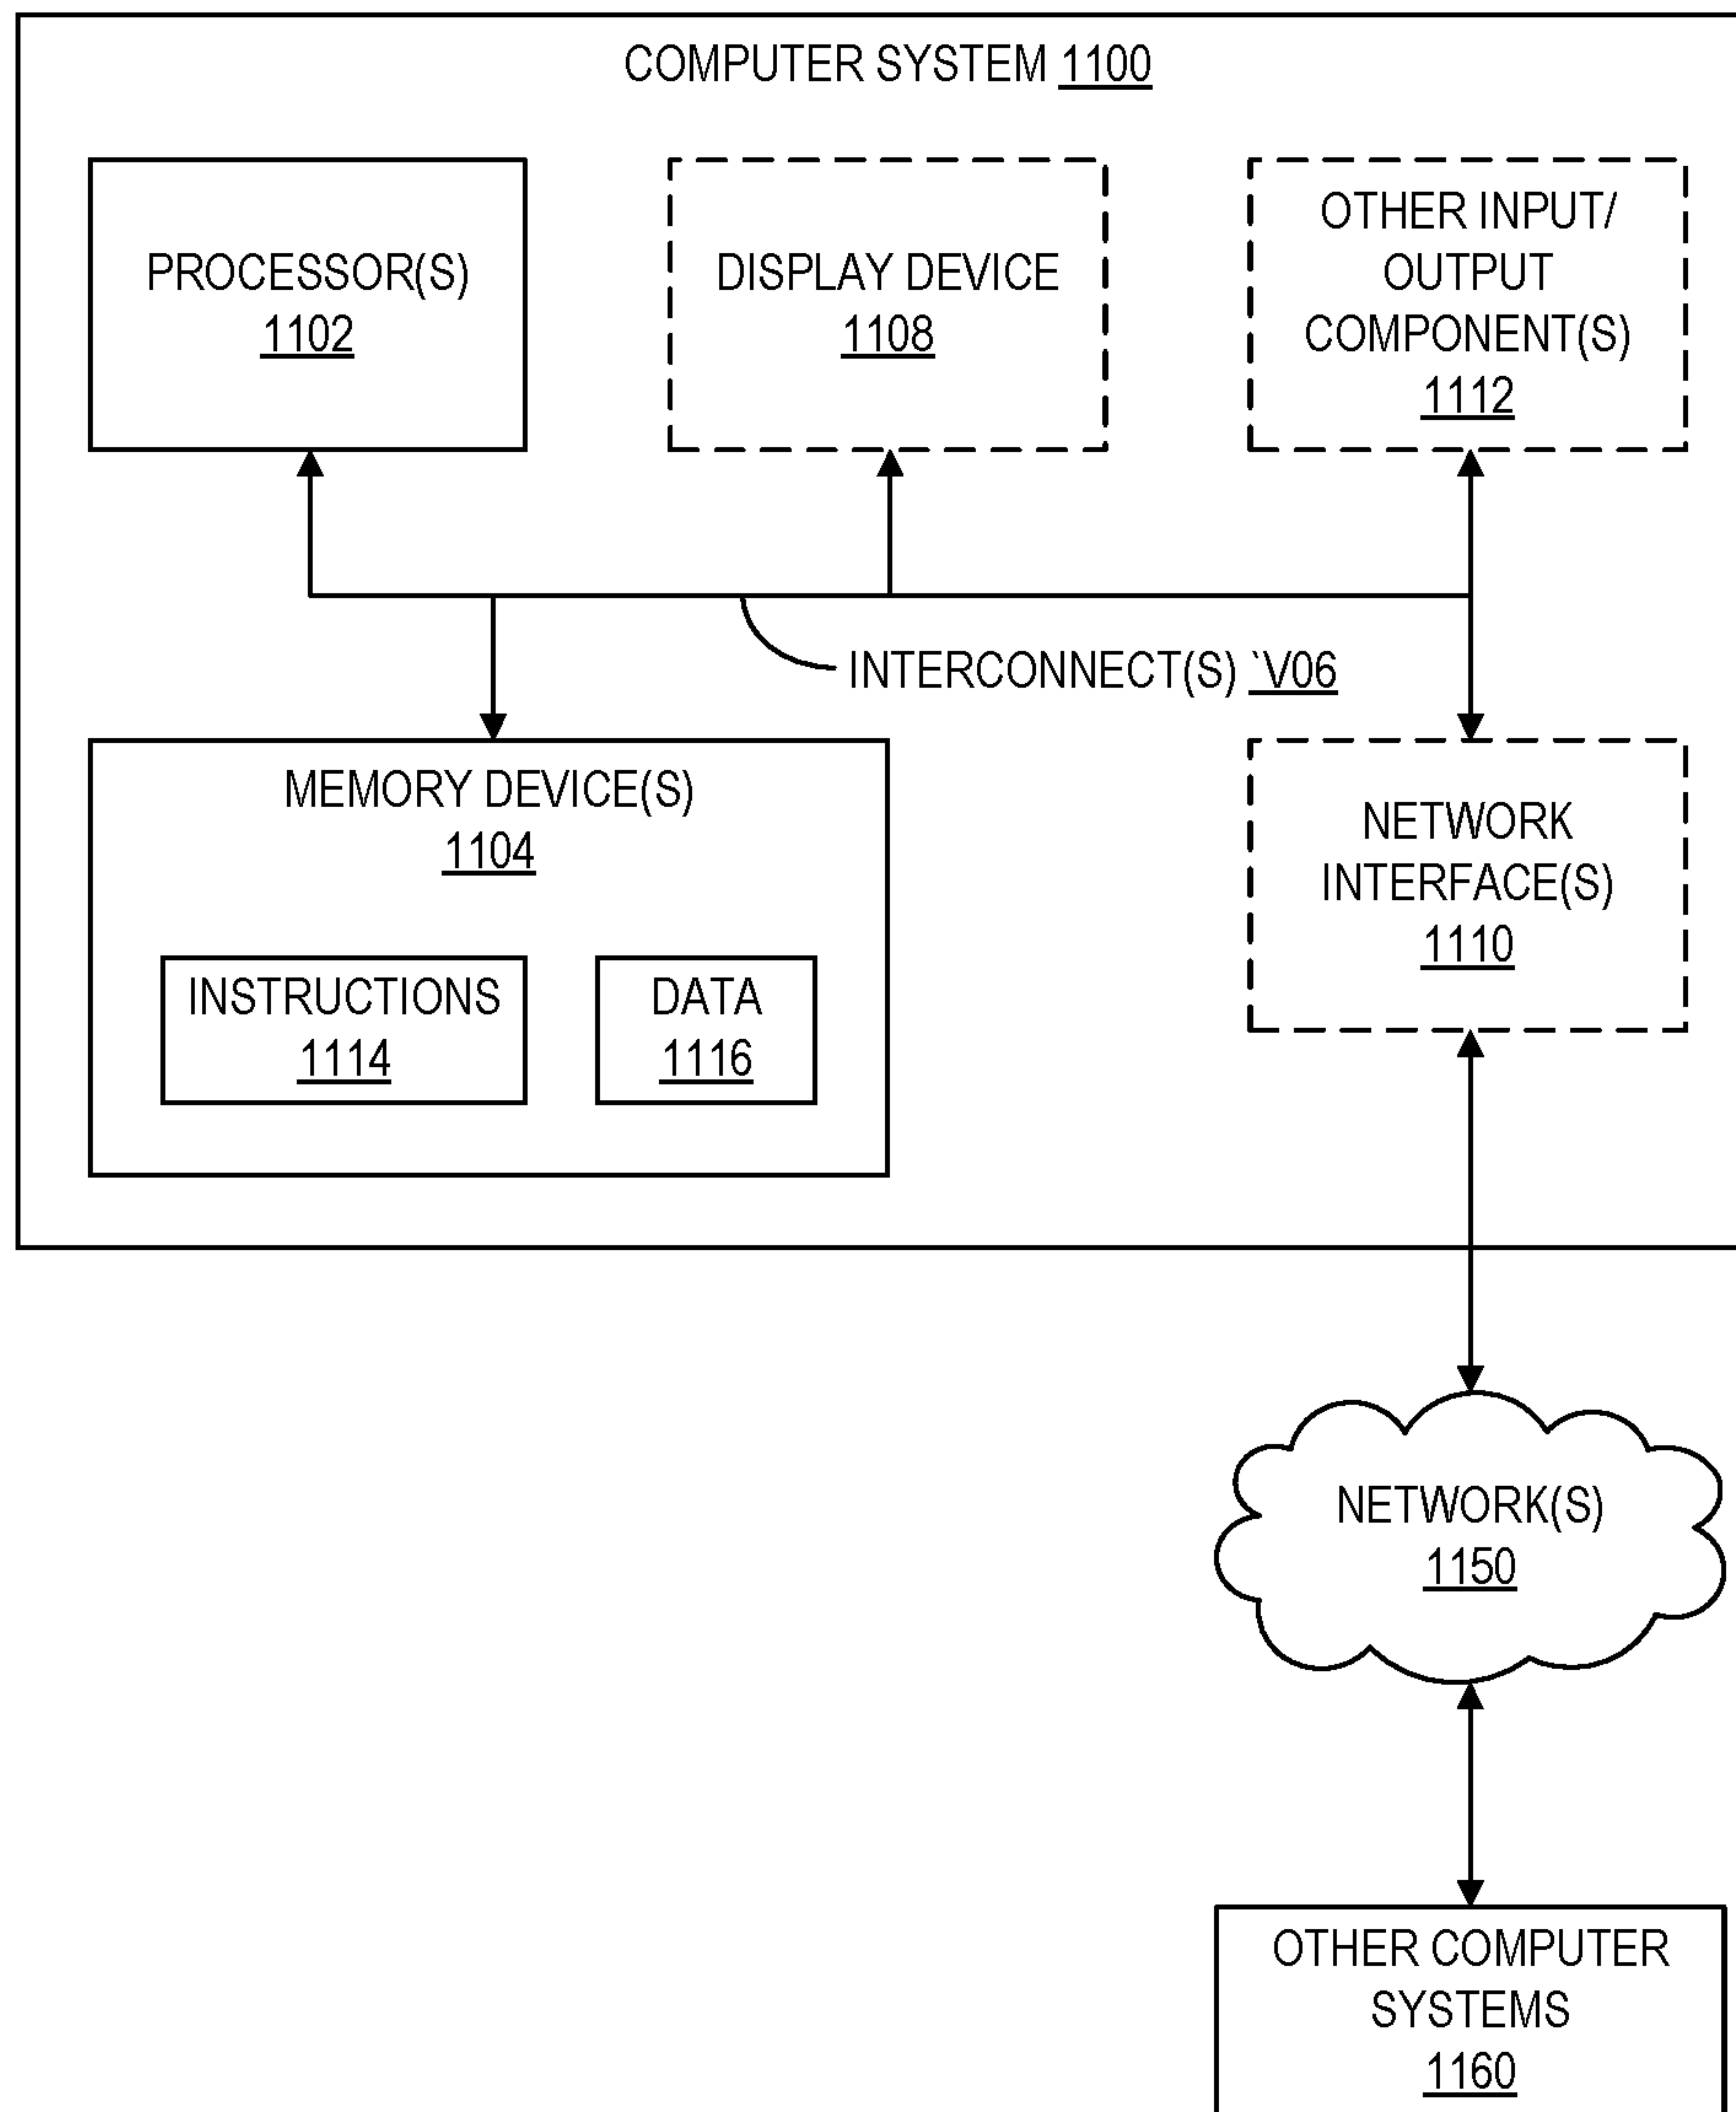 COMPUTER SYSTEM 1100
PROCESSOR(S)
1102
DISPLAY DEVICE
1108
OTHER INPUT/
OUTPUT
COMPONENT(S)
1112
INTERCONNECT(S) `V06
MEMORY DEVICE(S)
1104
INSTRUCTIONS
1114
DATA
1116
NETWORK
INTERFACE(S)
1110
NETWORK(S)
1150
OTHER COMPUTER
SYSTEMS
1160